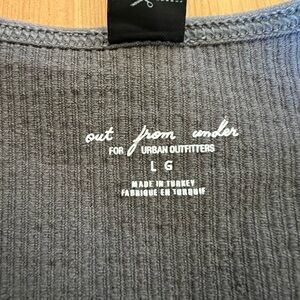 out from under
FOR URBAN OUTFITTERS
L G
MADE IN TURKEY
FABRIQUE EN TURQUIE